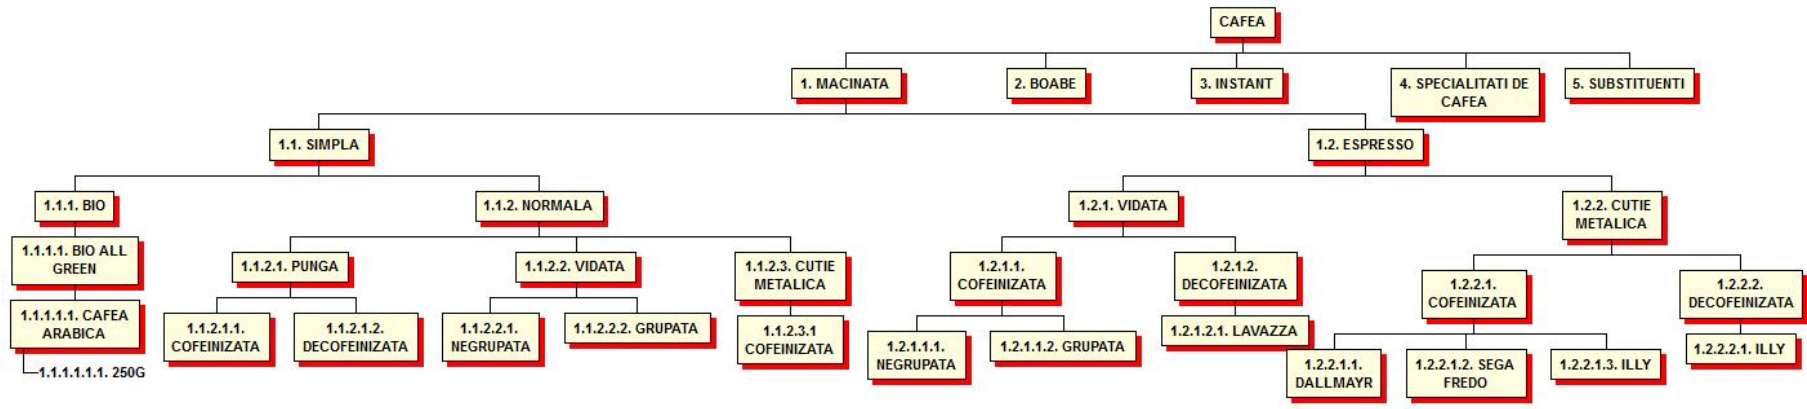 CAFEA
1. MACINATA
2. BOABE
3. INSTANT
4. SPECIALITATI DE
CAFEA
5. SUBSTITUENTI
1.1. SIMPLA
1.2. ESPRESSO
1.1.1. BIO
1.1.2. NORMALA
1.2.1. VIDATA
1.2.2. CUTIE
METALICA
1.1.1.1. BIO ALL
GREEN
1.1.2.1. PUNGA
1.1.2.2. VIDATA
1.1.2.3. CUTIE
METALICA
1.2.1.1.
COFEINIZATA
1.2.1.2.
DECOFEINIZATA
1.2.2.1.
COFEINIZATA
1.2.2.2.
DECOFEINIZATA
1.1.1.1.1. CAFEA
ARABICA
1.1.2.1.1.
COFEINIZATA
1.1.2.1.2.
DECOFEINIZATA
1.1.2.2.1.
NEGRUPATA
1.1.2.2.2. GRUPATA
1.1.2.3.1
COFEINIZATA
1.2.1.1.1.
NEGRUPATA
1.2.1.1.2. GRUPATA
1.2.1.2.1. LAVAZZA
1.2.2.1.1.
DALLMAYR
1.2.2.1.2. SEGA
FREDO
1.2.2.1.3. ILLY
1.2.2.2.1. ILLY
1.1.1.1.1.1. 250G